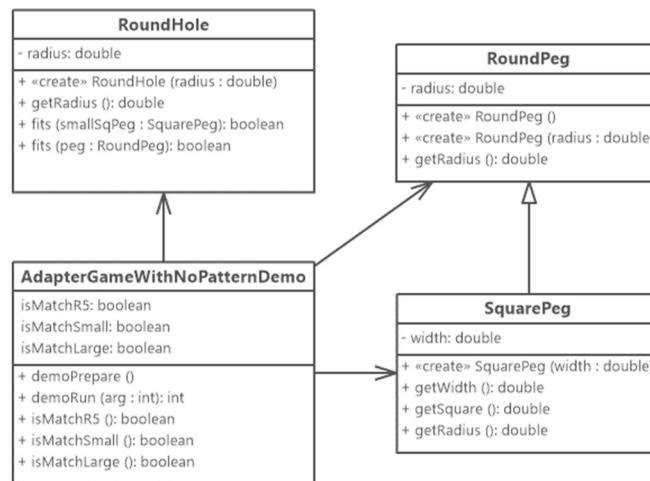 RoundHole
- radius: double
+ «create» RoundHole (radius : double)
+ getRadius (): double
+ fits (smallSqPeg : SquarePeg): boolean
+ fits (peg : RoundPeg): boolean
RoundPeg
- radius: double
+ «create» RoundPeg ()
+ «create» RoundPeg (radius : double
+ getRadius (): double
AdapterGameWithNoPatternDemo
isMatchR5: boolean
isMatchSmall: boolean
isMatchLarge: boolean
+ demoPrepare ()
+ demoRun (arg : int): int
+ isMatchR5 (): boolean
+ isMatchSmall (): boolean
+ isMatchLarge (): boolean
SquarePeg
- width: double
+ «create» SquarePeg (width : double
+ getWidth (): double
+ getSquare (): double
+ getRadius (): double